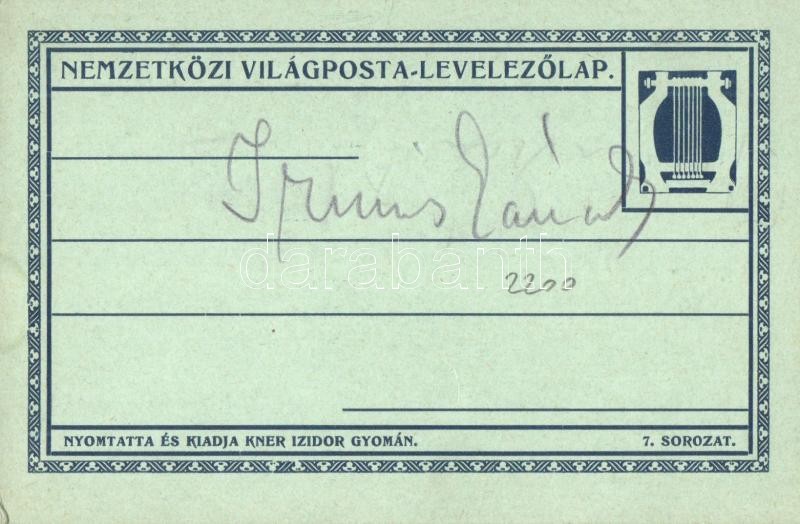 NEMZETKÖZI VILÁGPOSTA-LEVELEZŐLAP.
darabanth
2200
NYOMTATTA ÉS KIADJA KNER IZIDOR GYOMÁN. 7. SOROZAT.